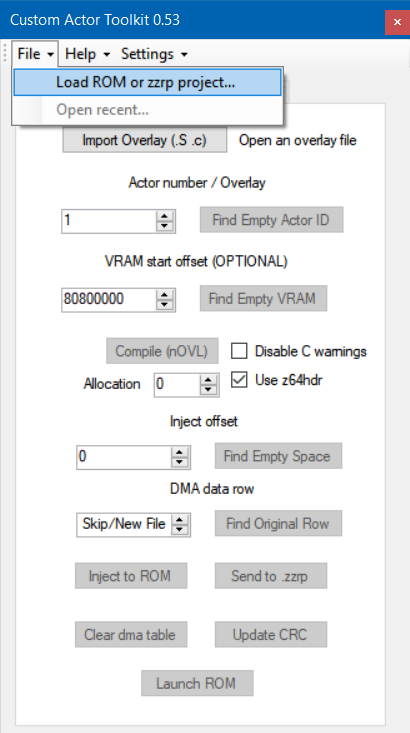 Custom Actor Toolkit 0.53
File Help Settings
Load ROM or zzrp project...
Open recent...
Import Overlay (.S .c) Open an overlay file
Actor number / Overlay
1 Find Empty Actor ID
VRAM start offset (OPTIONAL)
80800000 Find Empty VRAM
Compile (nOVL) Disable C warnings
Allocation 0 Use z64hdr
Inject offset
0 Find Empty Space
DMA data row
Skip/New File Find Original Row
Inject to ROM Send to .zzrp
Clear dma table Update CRC
Launch ROM